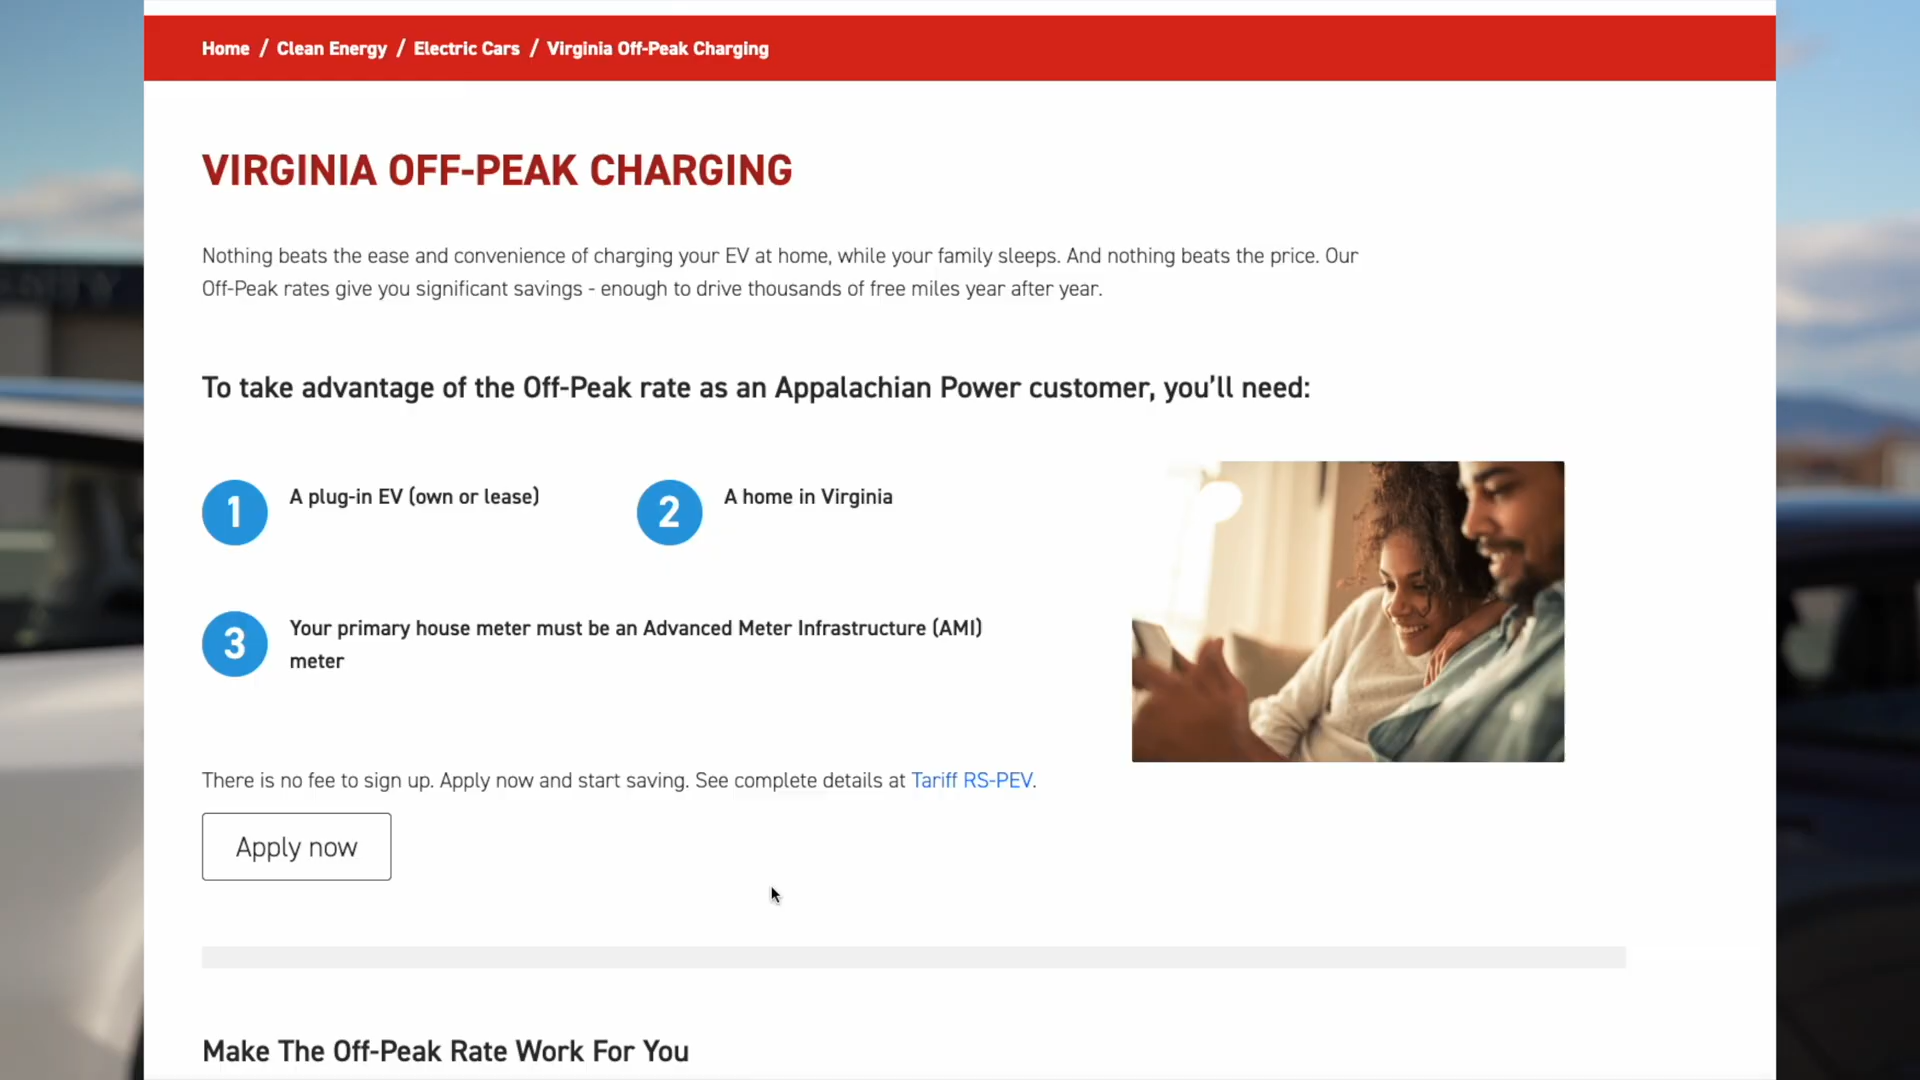 Home / Clean Energy / Electric Cars / Virginia Off-Peak Charging
VIRGINIA OFF-PEAK CHARGING
Nothing beats the ease and convenience of charging your EV at home, while your family sleeps. And nothing beats the price. Our
Off-Peak rates give you significant savings - enough to drive thousands of free miles year after year.
To take advantage of the Off-Peak rate as an Appalachian Power customer, you’ll need:
1 A plug-in EV (own or lease)
2 A home in Virginia
3 Your primary house meter must be an Advanced Meter Infrastructure (AMI)
meter
There is no fee to sign up. Apply now and start saving. See complete details at Tariff RS-PEV.
Apply now
Make The Off-Peak Rate Work For You